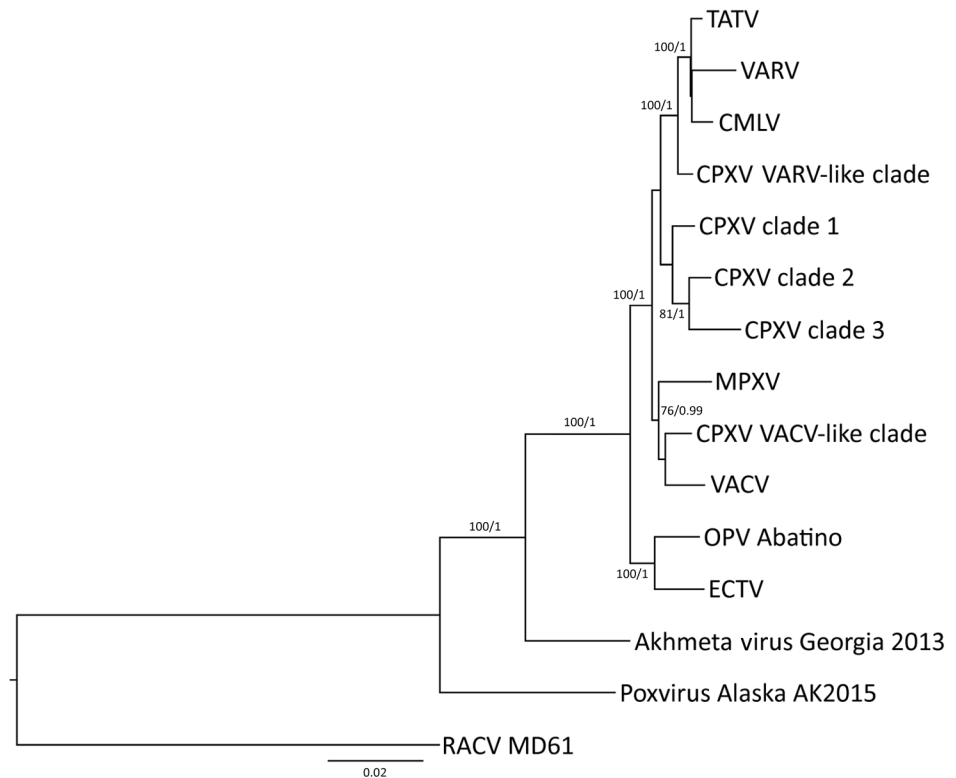 TATV
100/1
VARV
100/1
CMLV
CPXV VARV-like clade
CPXV clade 1
CPXV clade 2
100/1
81/1
CPXV clade 3
MPXV
76/0.99
100/1
CPXV VACV-like clade
VACV
100/1
OPV Abatino
100/1
ECTV
Akhmeta virus Georgia 2013
Poxvirus Alaska AK2015
RACV MD61
0.02